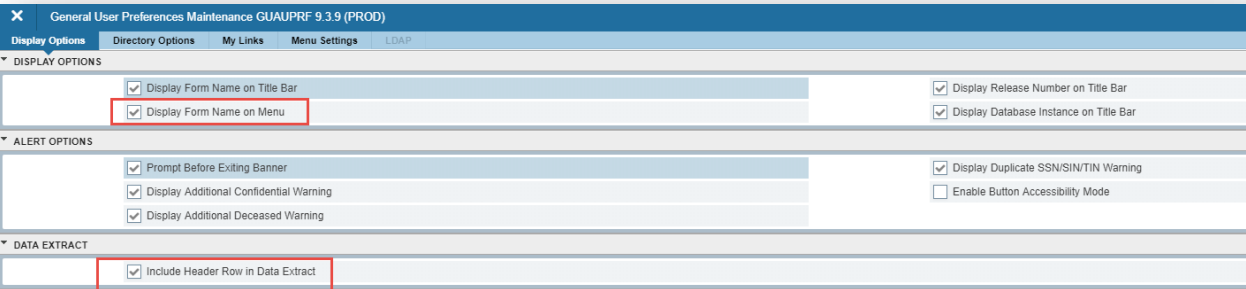 General User Preferences Maintenance GUAUPRF 9.3.9 (PROD)
Display Options Directory Options My Links Menu Settings LDAP
DISPLAY OPTIONS
Display Form Name on Title Bar Display Release Number on Title Bar
Display Form Name on Menu Display Database Instance on Title Bar
ALERT OPTIONS
Prompt Before Exiting Banner Display Duplicate SSN/SIN/TIN Warning
Display Additional Confidential Warning Enable Button Accessibility Mode
Display Additional Deceased Warning
DATA EXTRACT
Include Header Row in Data Extract